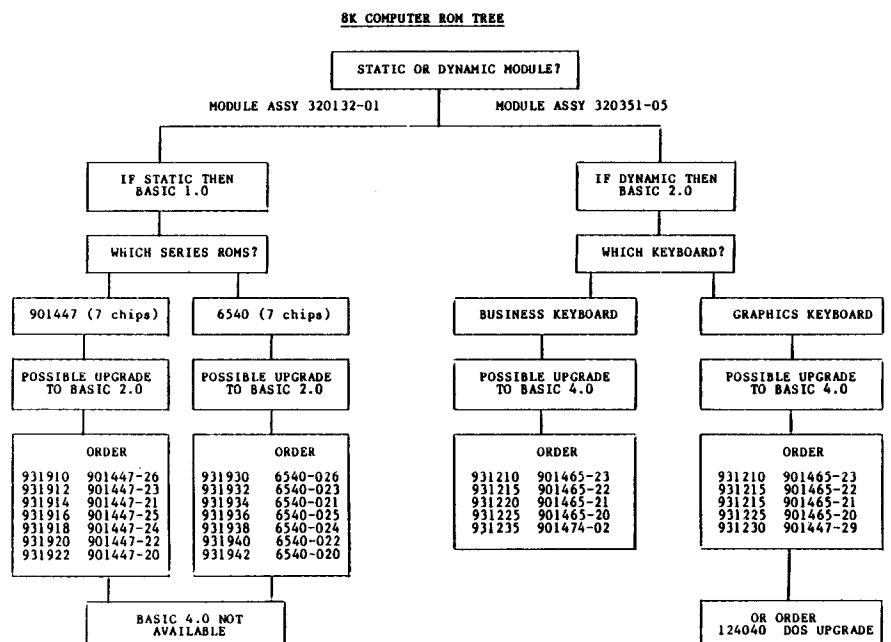 8K COMPUTER ROM TREE
STATIC OR DYNAMIC MODULE?
MODULE ASSY 320132-01
MODULE ASSY 320351-05
IF STATIC THEN
BASIC 1.0
IF DYNAMIC THEN
BASIC 2.0
WHICH SERIES ROMS?
WHICH KEYBOARD?
901447 (7 chips)
6540 (7 chips)
BUSINESS KEYBOARD
GRAPHICS KEYBOARD
POSSIBLE UPGRADE
TO BASIC 2.0
POSSIBLE UPGRADE
TO BASIC 2.0
POSSIBLE UPGRADE
TO BASIC 4.0
POSSIBLE UPGRADE
TO BASIC 4.0
ORDER
931910 901447-26
931912 901447-23
931914 901447-21
931916 901447-25
931918 901447-24
931920 901447-22
931922 901447-20
ORDER
931930 6540-026
931932 6540-023
931934 6540-021
931936 6540-025
931938 6540-024
931940 6540-022
931942 6540-020
ORDER
931210 901465-23
931215 901465-22
931220 901465-21
931225 901465-20
931235 901474-02
ORDER
931210 901465-23
931215 901465-22
931215 901465-21
931225 901465-20
931230 901447-29
BASIC 4.0 NOT
AVAILABLE
OR ORDER
124040 DOS UPGRADE